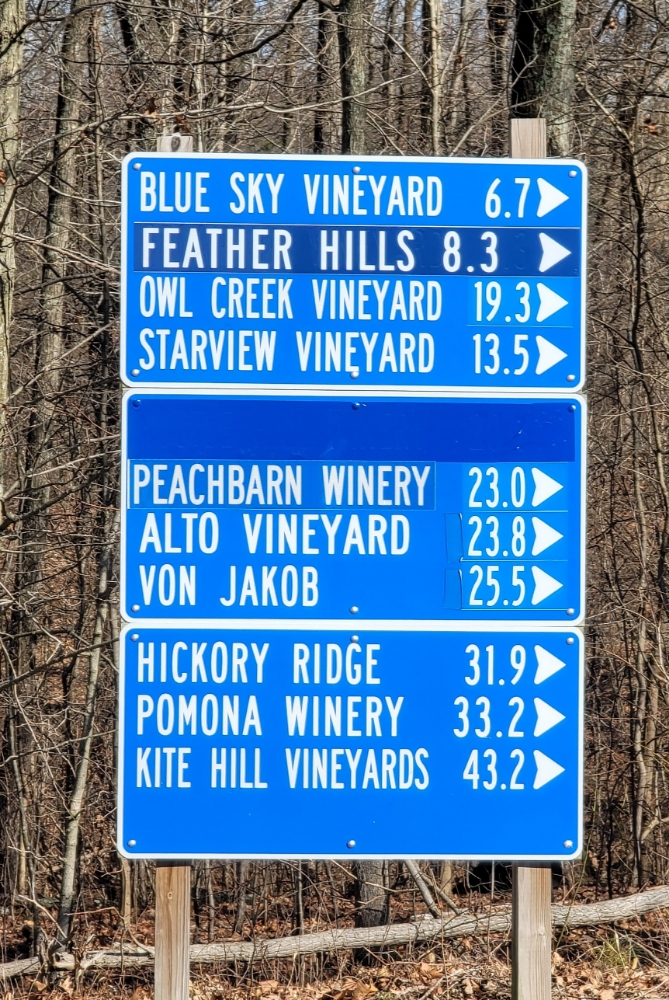 BLUE SKY VINEYARD 6.7
FEATHER HILLS 8.3
OWL CREEK VINEYARD 19.3
STARVIEW VINEYARD 13.5
PEACHBARN WINERY 23.0
ALTO VINEYARD 23.8
VON JAKOB 25.5
HICKORY RIDGE 31.9
POMONA WINERY 33.2
KITE HILL VINEYARDS 43.2